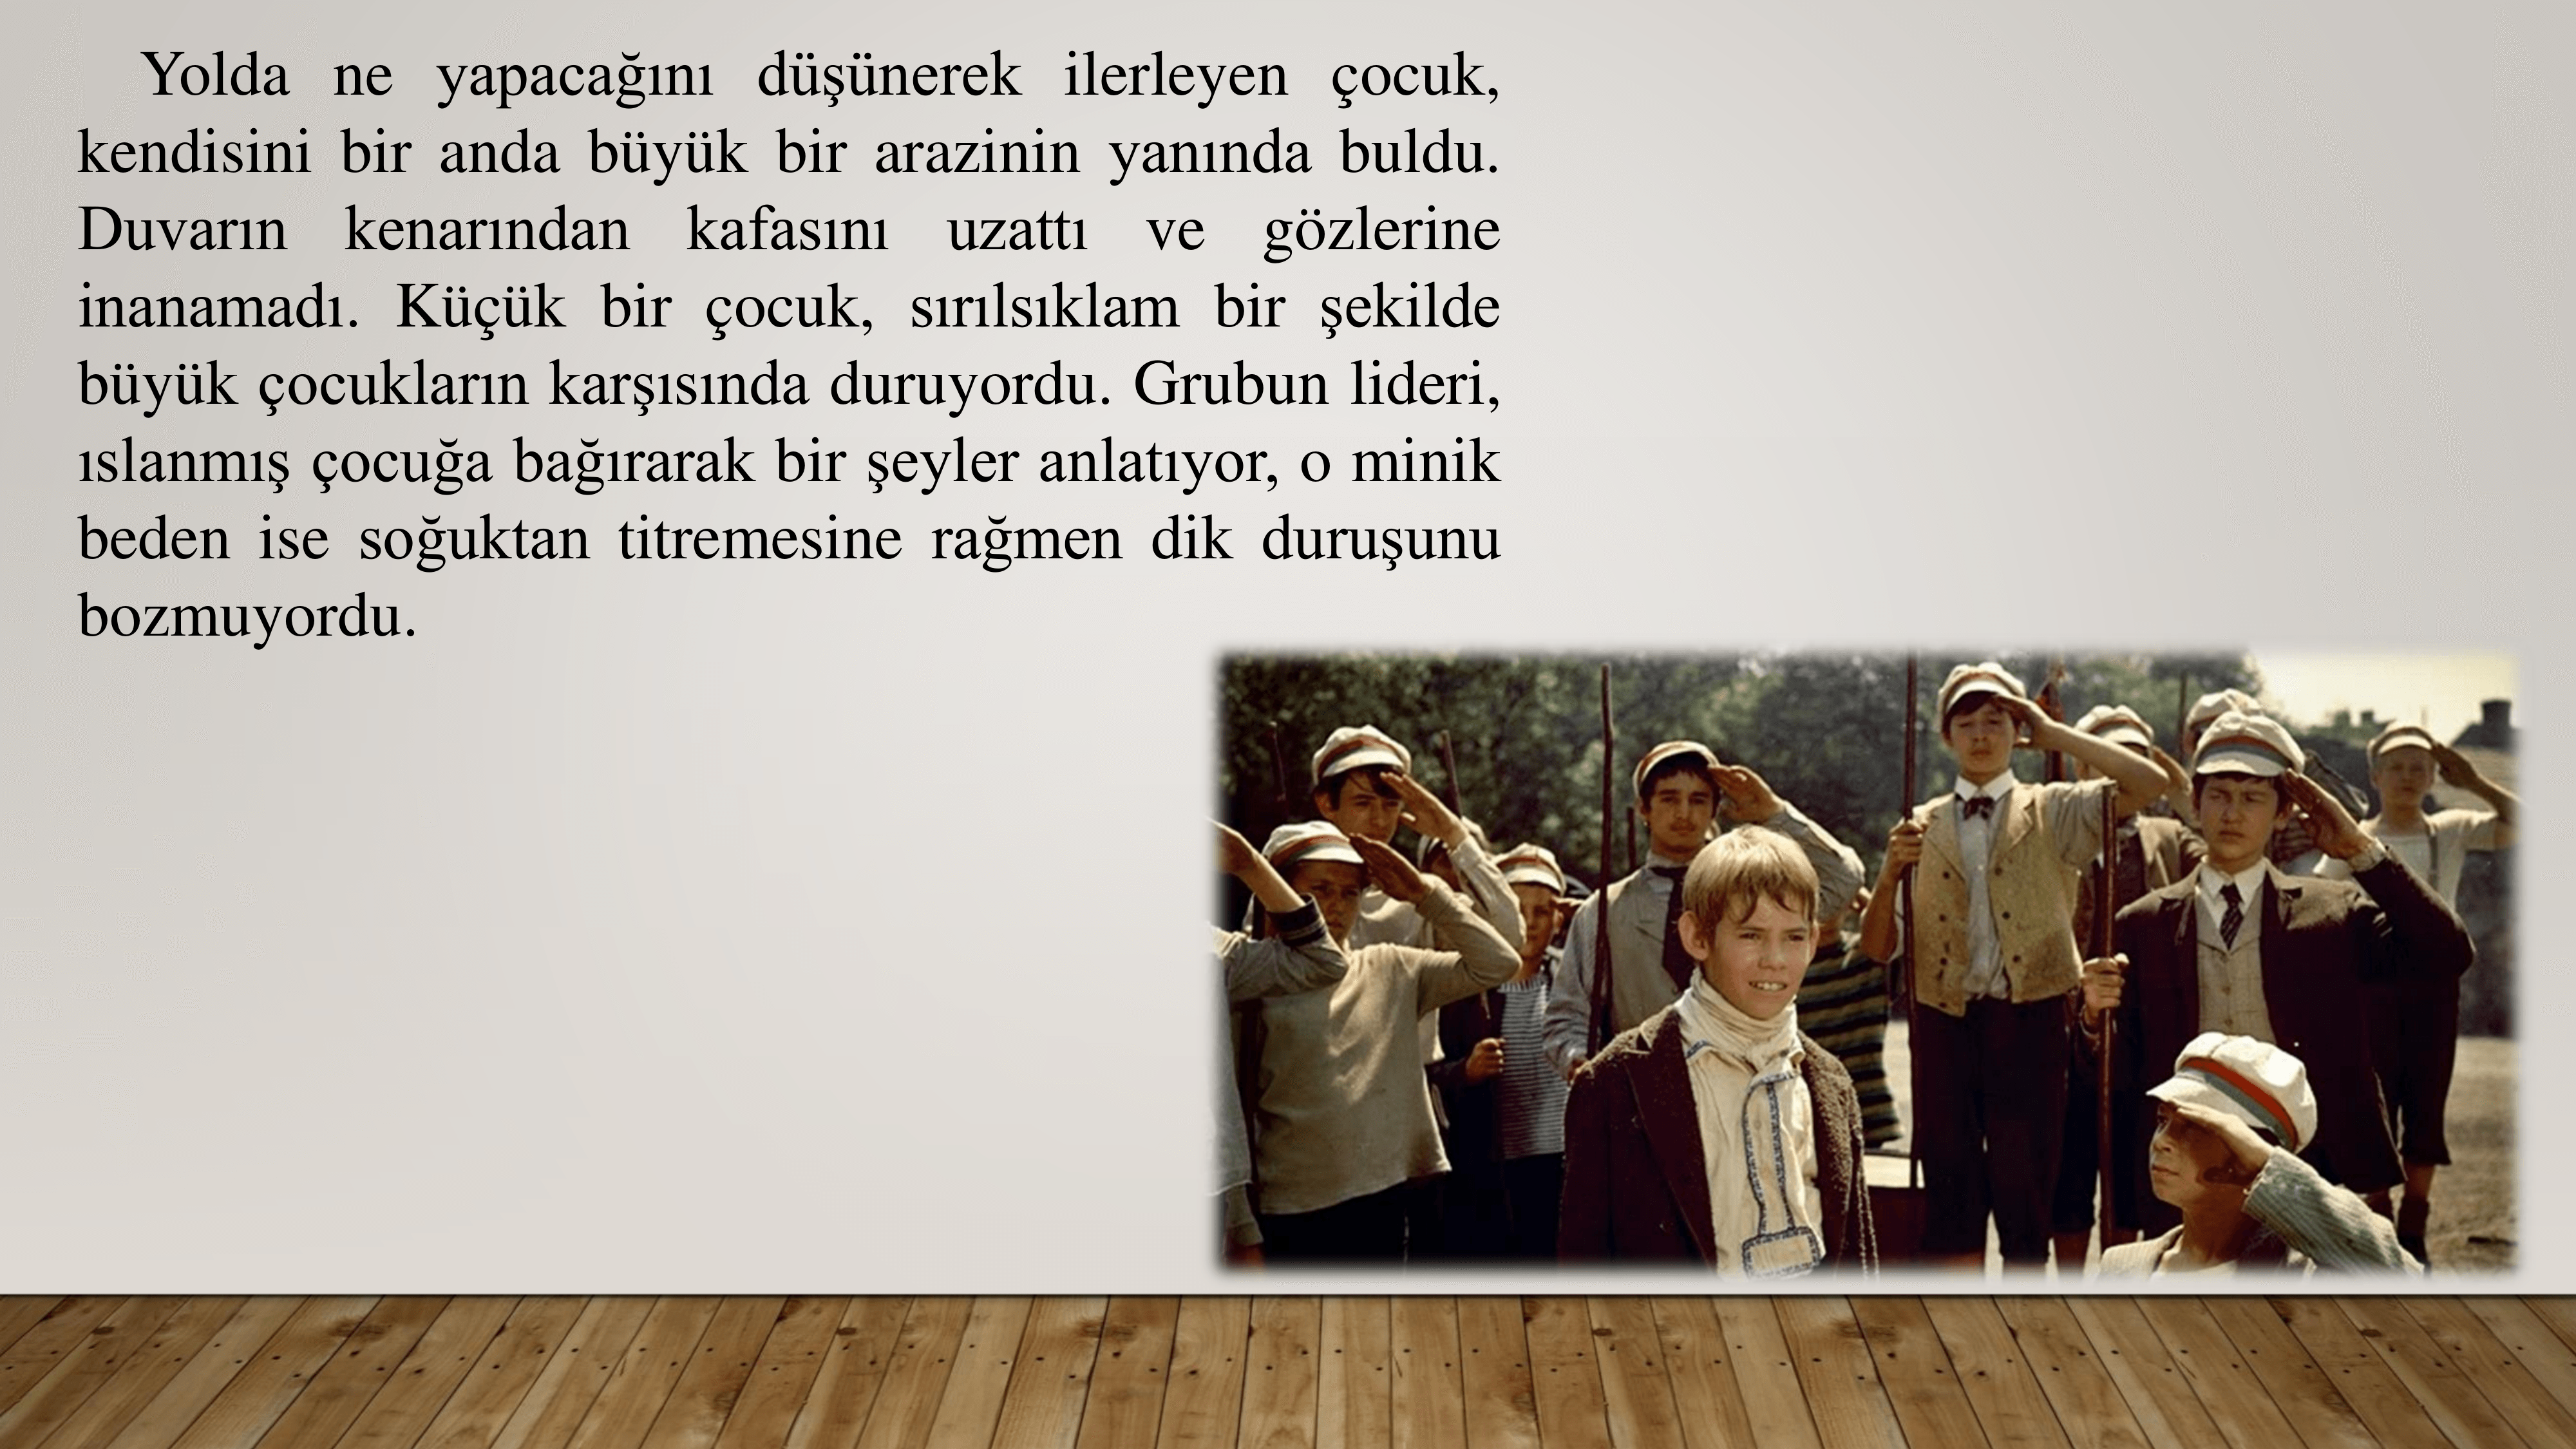 Yolda ne yapacağını düşünerek ilerleyen çocuk,
kendisini bir anda büyük bir arazinin yanında buldu.
Duvarın kenarından kafasını uzattı ve gözlerine
inanamadı. Küçük bir çocuk, sırılsıklam bir şekilde
büyük çocukların karşısında duruyordu. Grubun lideri,
ıslanmış çocuğa bağırarak bir şeyler anlatıyor, o minik
beden ise soğuktan titremesine rağmen dik duruşunu
bozmuyordu.